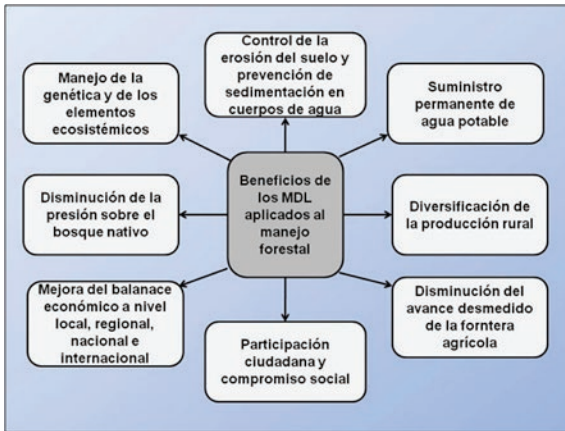 Control de la
erosión del suelo y
prevención de
sedimentación en
cuerpos de agua
Manejo de la
genética y de los
elementos
ecosistémicos
Suministro
permanente de
agua potable
Disminución de la
presión sobre el
bosque nativo
Beneficios de
los MDL
aplicados al
manejo
forestal
Diversificación de
la producción rural
Mejora del balanace
económico a nivel
local, regional,
nacional e
internacional
Participación
ciudadana y
compromiso social
Disminución del
avance desmedido
de la forntera
agrícola